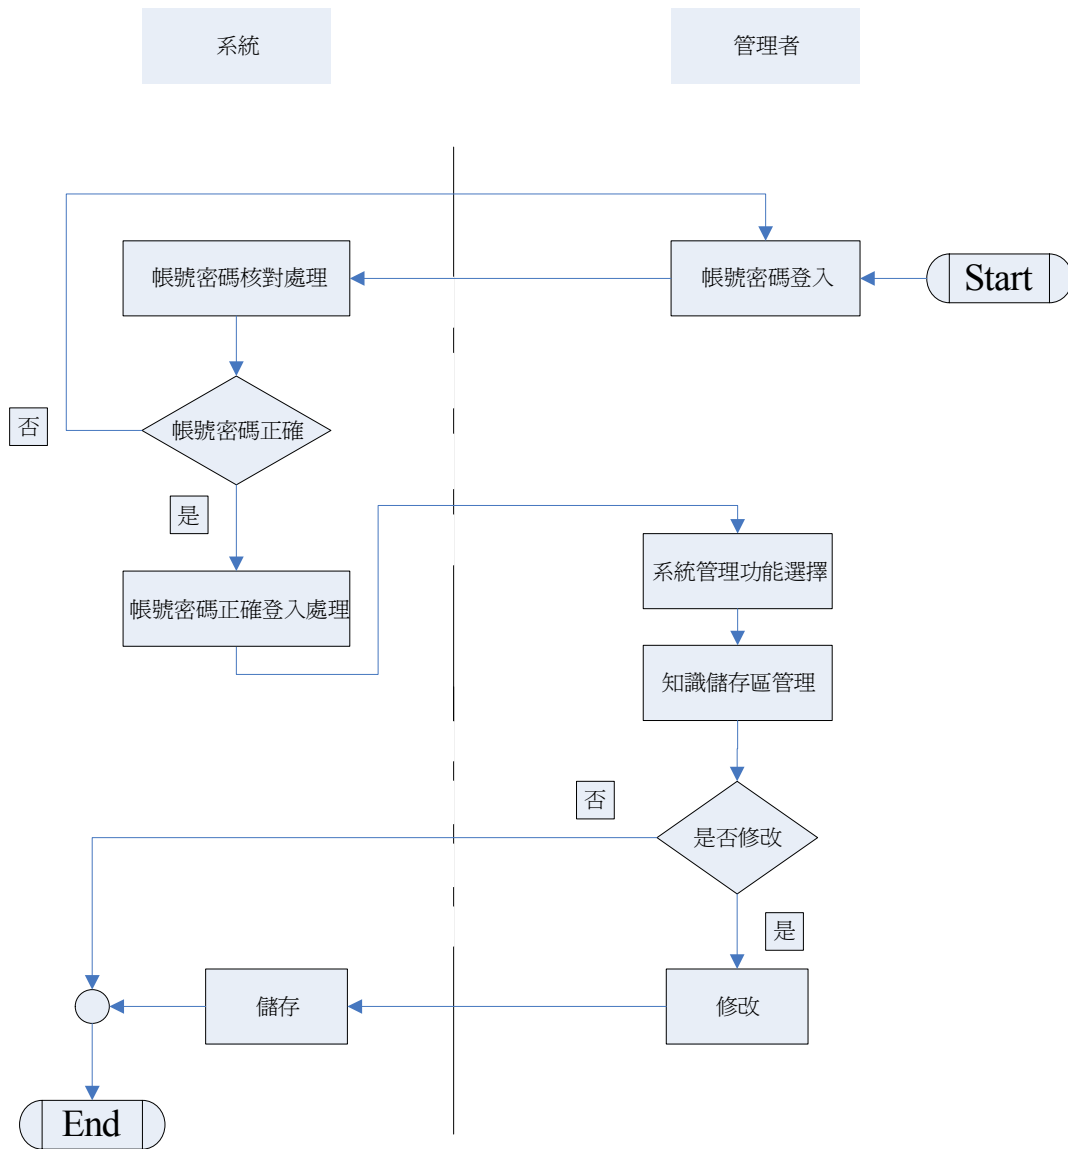 系統
管理者
帳號密碼核對處理
帳號密碼登入
Start
否
帳號密碼正確
是
系統管理功能選擇
帳號密碼正確登入處理
知識儲存區管理
否
是否修改
是
儲存
修改
End